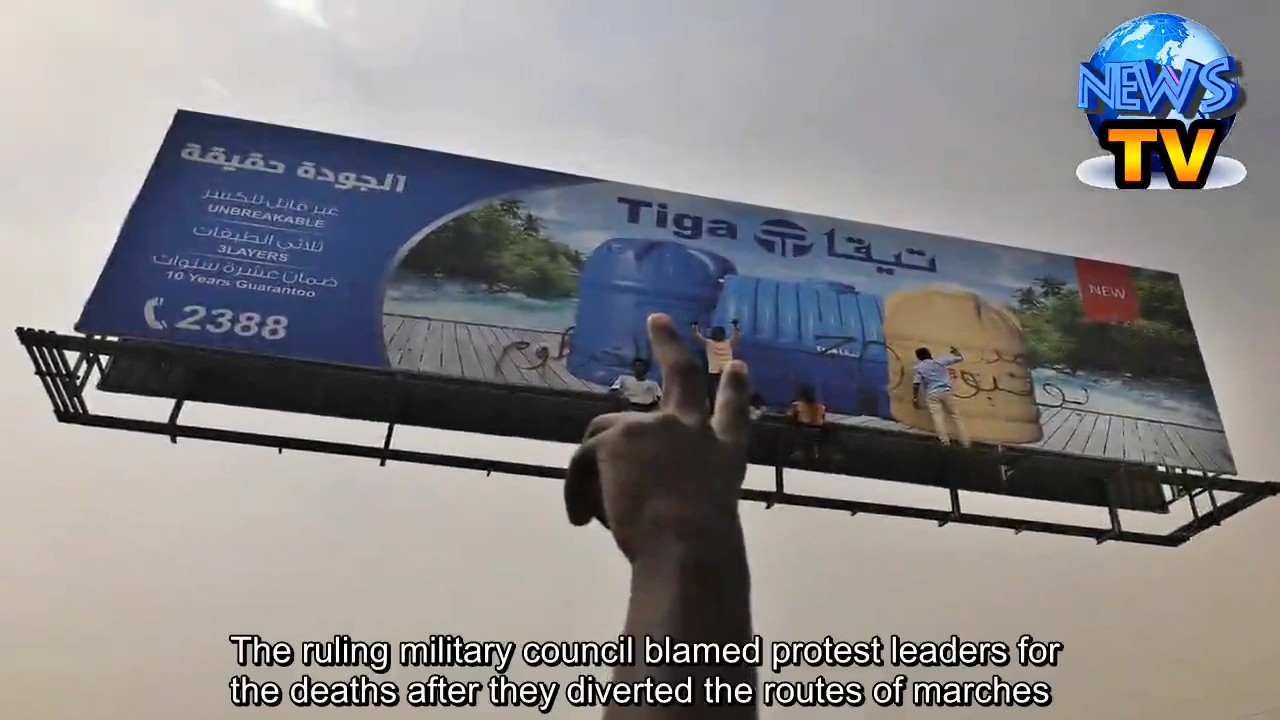 NEWS
TV
الجودة حقيقة
غير قابل للكسر
UNBREAKABLE
ثلاثي الطبقات
3LAYERS
ضمان عشرة سنوات
10 Years Guarantee
2388
Tiga تيقا
NEW
The ruling military council blamed protest leaders for
the deaths after they diverted the routes of marches